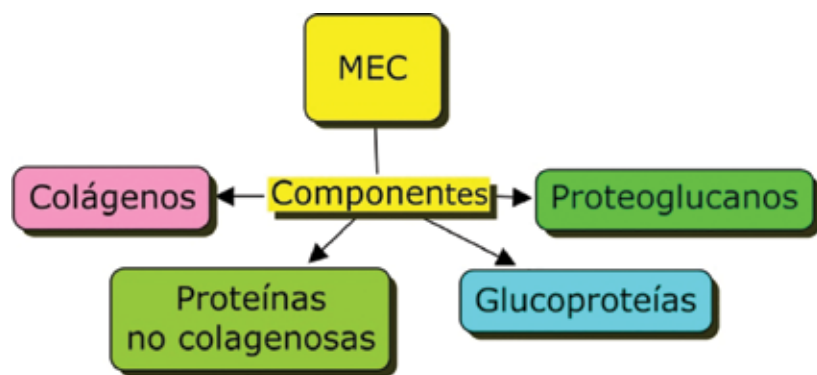 MEC
Componentes
Colágenos
Proteoglucanos
Proteínas
no colagenosas
Glucoproteías